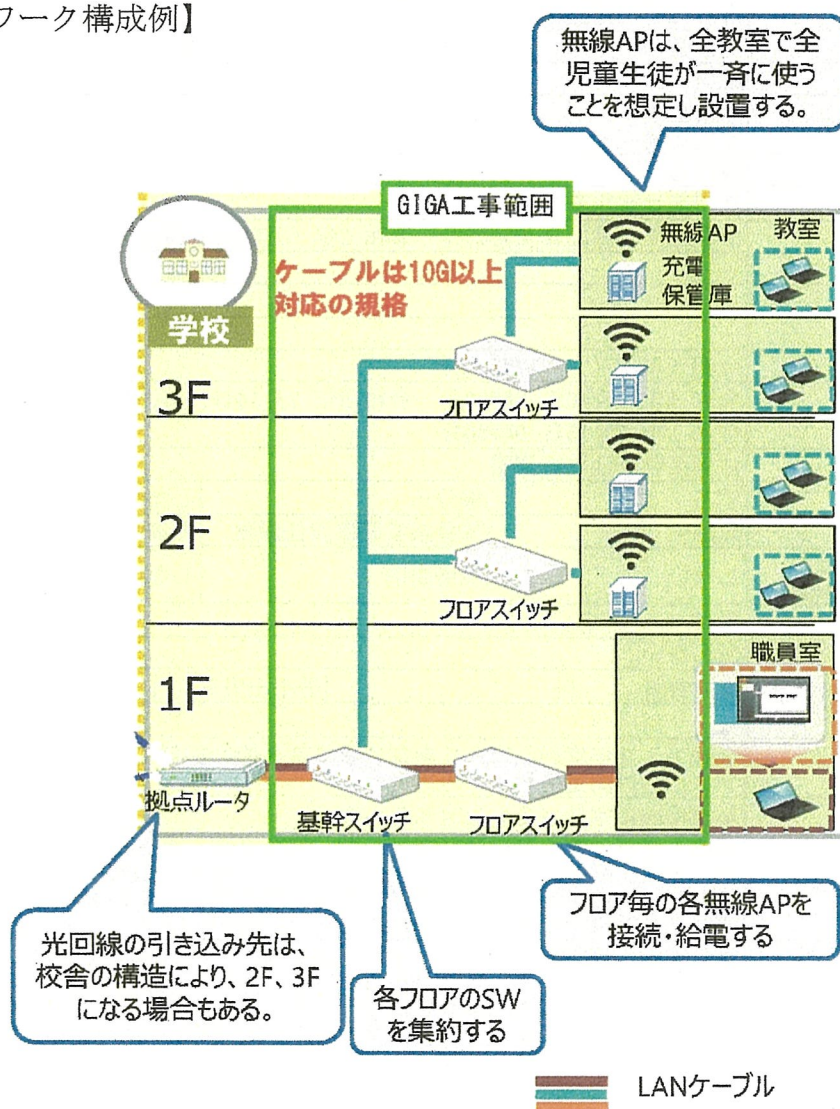 ワーク構成例】
無線APは、全教室で全
児童生徒が一斉に使う
ことを想定し設置する。
GIGA工事範囲
無線AP
教室
充電
保管庫
ケーブルは10G以上
対応の規格
学校
3F
フロアスイッチ
2F
フロアスイッチ
職員室
1F
拠点ルータ
基幹スイッチ
フロアスイッチ
フロア毎の各無線APを
接続・給電する
光回線の引き込み先は、
校舎の構造により、2F、3F
になる場合もある。
各フロアのSW
を集約する
LANケーブル